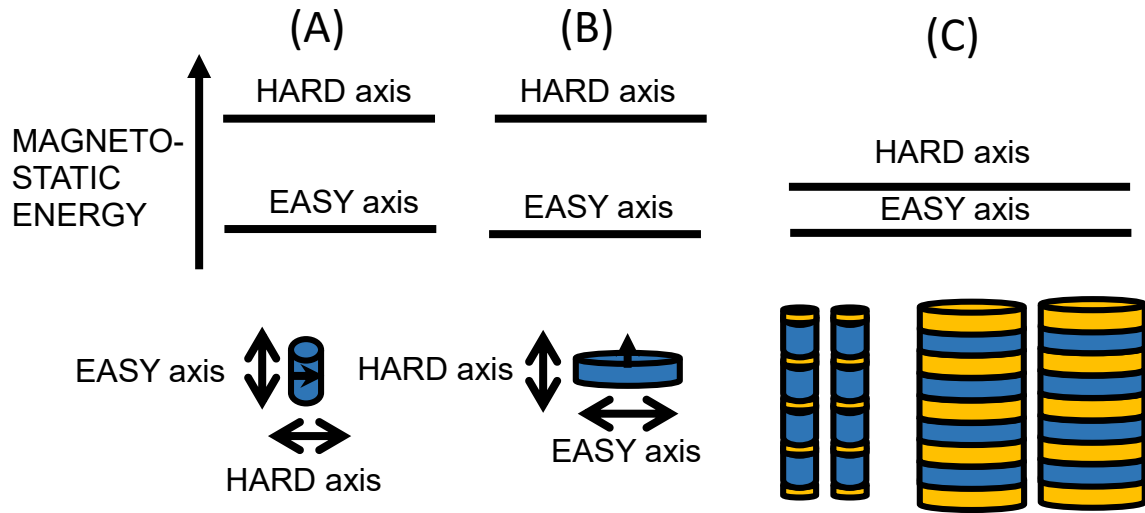 (A)
(B)
(C)
MAGNETO-
STATIC
ENERGY
HARD axis
EASY axis
HARD axis
EASY axis
HARD axis
EASY axis
EASY axis
HARD axis
HARD axis
EASY axis